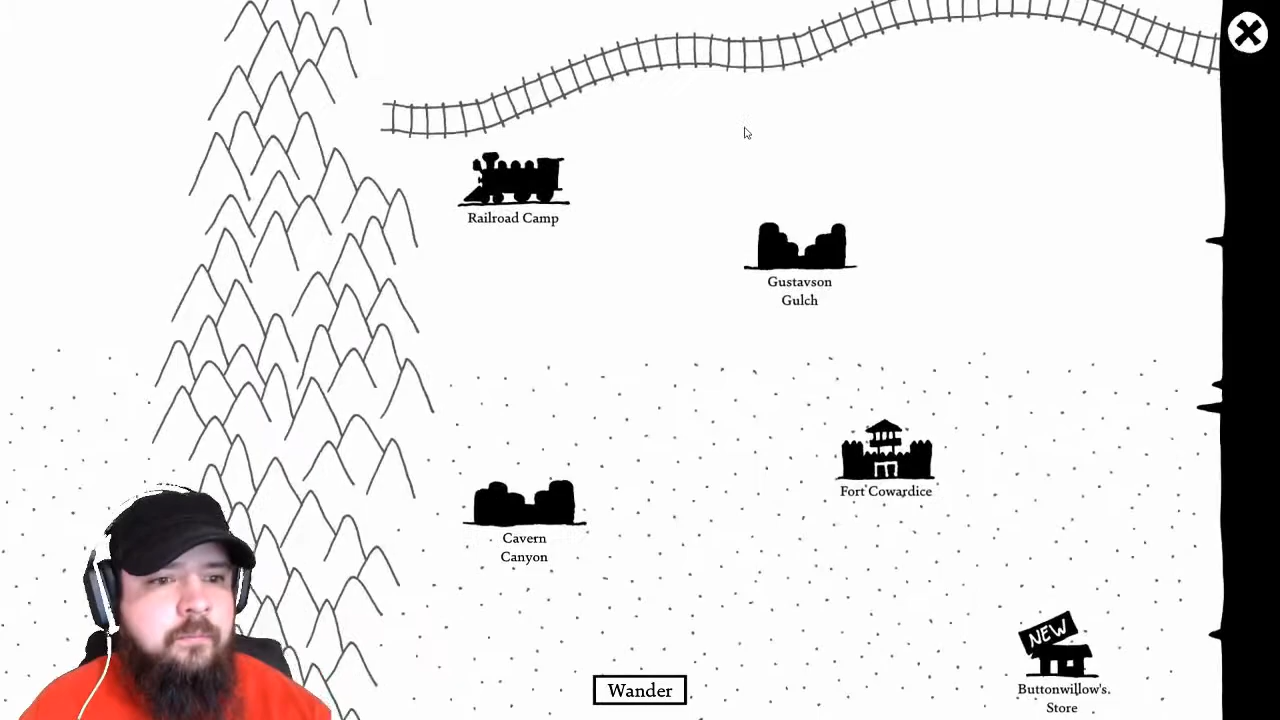 Railroad Camp
Gustavson
Gulch
Fort Cowardice
Cavern
Canyon
NEW
Buttonwillow's
Store
Wander